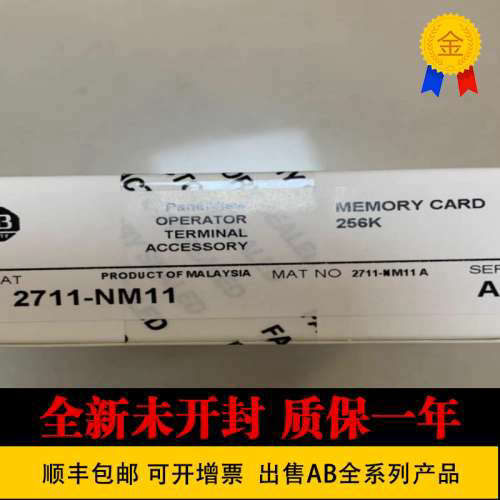 金
PanelView
OPERATOR
TERMINAL
ACCESSORY
MEMORY CARD
256K
PRODUCT OF MALAYSIA
MAT NO 2711-NM11 A
2711-NM11
A
全新未开封 质保一年
顺丰包邮 可开增票 出售AB全系列产品